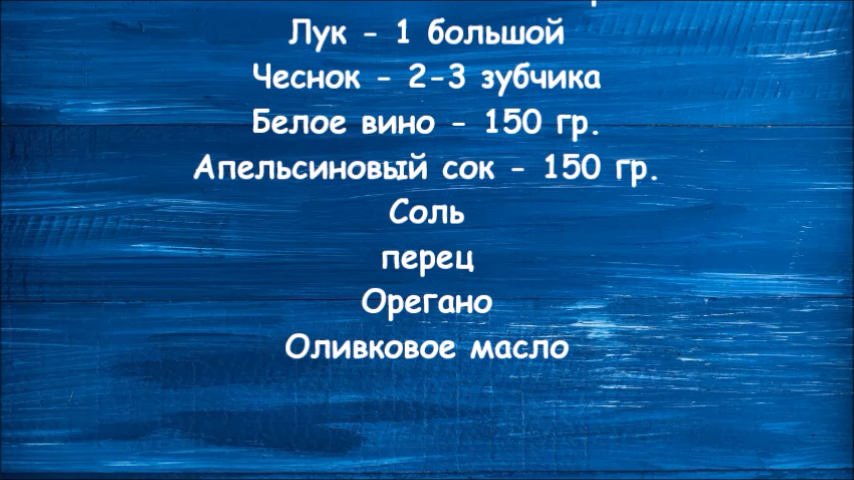 Лук - 1 большой
Чеснок - 2-3 зубчика
Белое вино - 150 гр.
Апельсиновый сок - 150 гр.
Соль
перец
Орегано
Оливковое масло